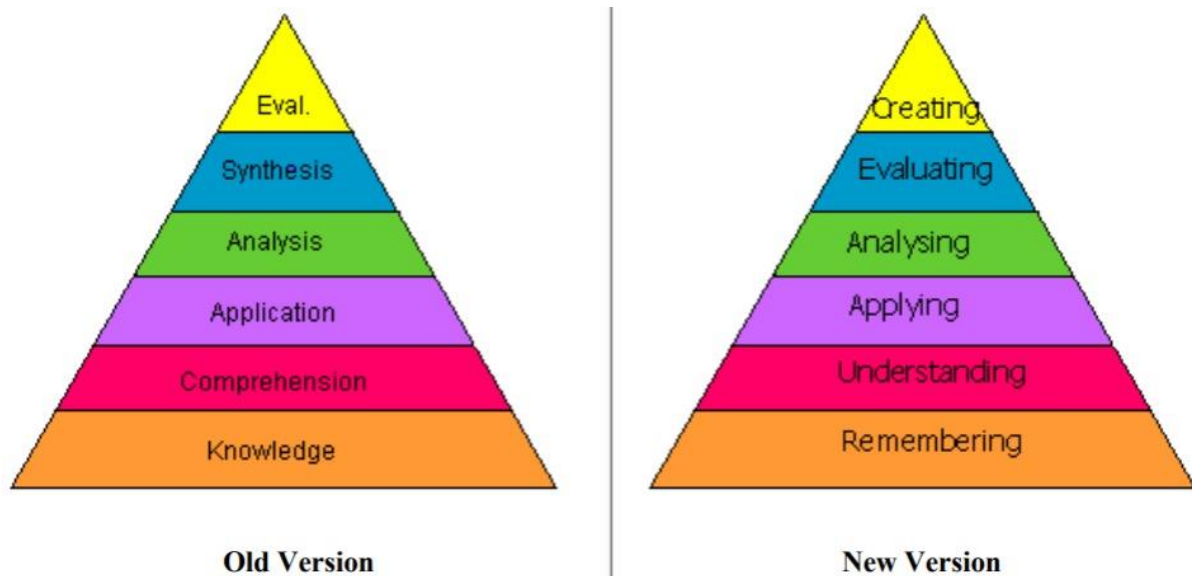 Eval.
Synthesis
Analysis
Application
Comprehension
Knowledge
Old Version
Creating
Evaluating
Analysing
Applying
Understanding
Remembering
New Version